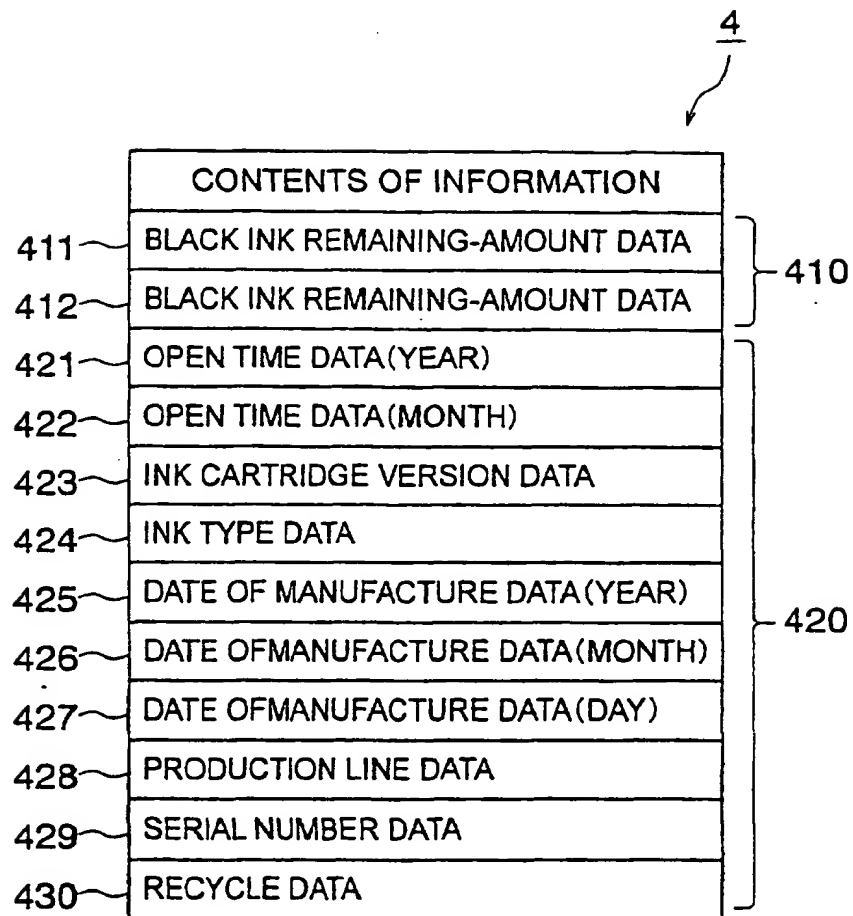 4
CONTENTS OF INFORMATION
411 BLACK INK REMAINING-AMOUNT DATA
410
412 BLACK INK REMAINING-AMOUNT DATA
421 OPEN TIME DATA(YEAR)
422 OPEN TIME DATA(MONTH)
423 INK CARTRIDGE VERSION DATA
424 INK TYPE DATA
425 DATE OF MANUFACTURE DATA(YEAR)
420
426 DATE OFMANUFACTURE DATA(MONTH)
427 DATE OFMANUFACTURE DATA(DAY)
428 PRODUCTION LINE DATA
429 SERIAL NUMBER DATA
430 RECYCLE DATA